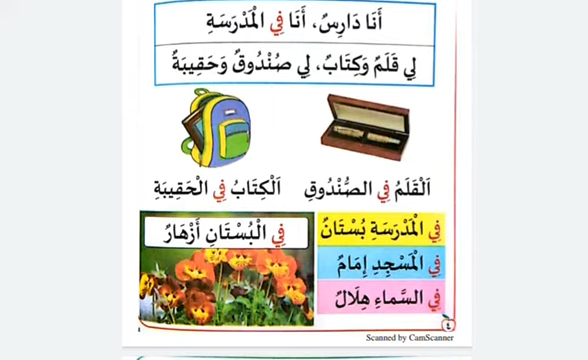 أَنَا دَارِسٌ، أَنَا فِي الْمَدْرَسَةِ
لِي قَلَمٌ وَكِتَابٌ، لِي صُنْدُوقٌ وَحَقِيبَةٌ
اَلْقَلَمُ فِي الصُّنْدُوقِ
اَلْكِتَابُ فِي الْحَقِيبَةِ
فِي الْمَدْرَسَةِ بُسْتَانٌ
فِي الْمَسْجِدِ إِمَامٌ
فِي السَّمَاءِ هِلَالٌ
فِي الْبُسْتَانِ أَزْهَارٌ
٤
Scanned by CamScanner